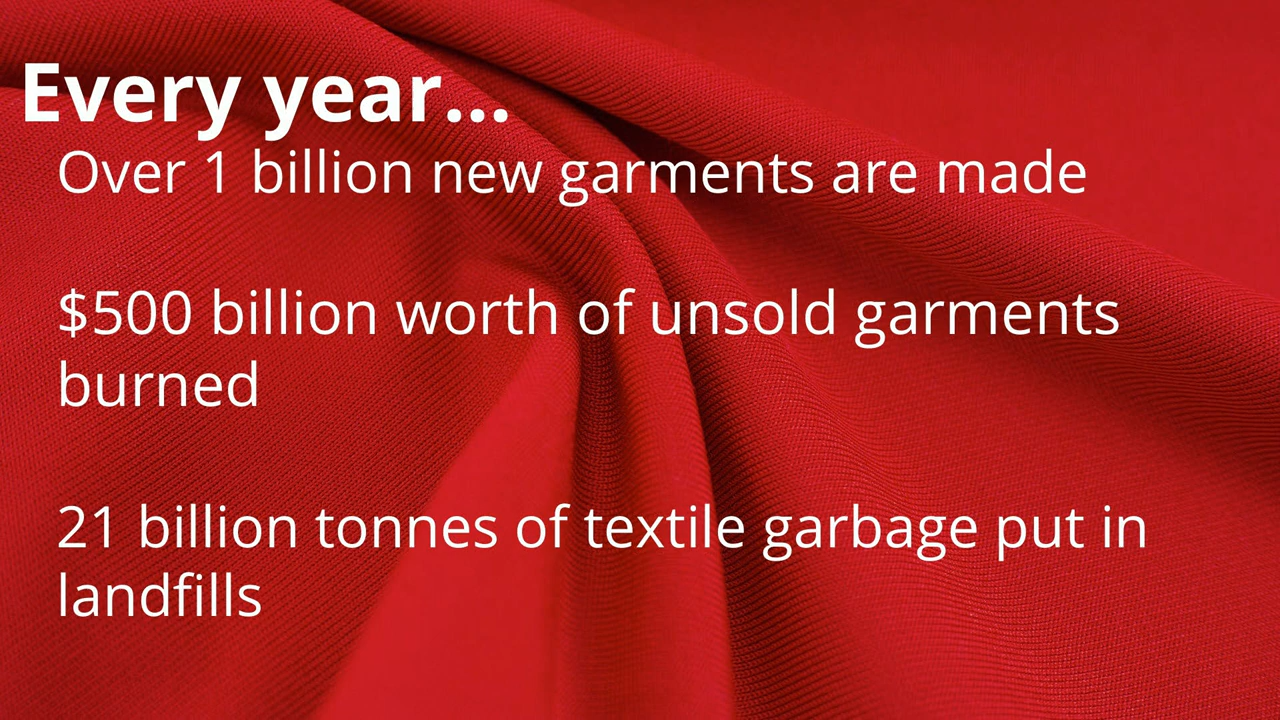 Every year...
Over 1 billion new garments are made
$500 billion worth of unsold garments
burned
21 billion tonnes of textile garbage put in
landfills